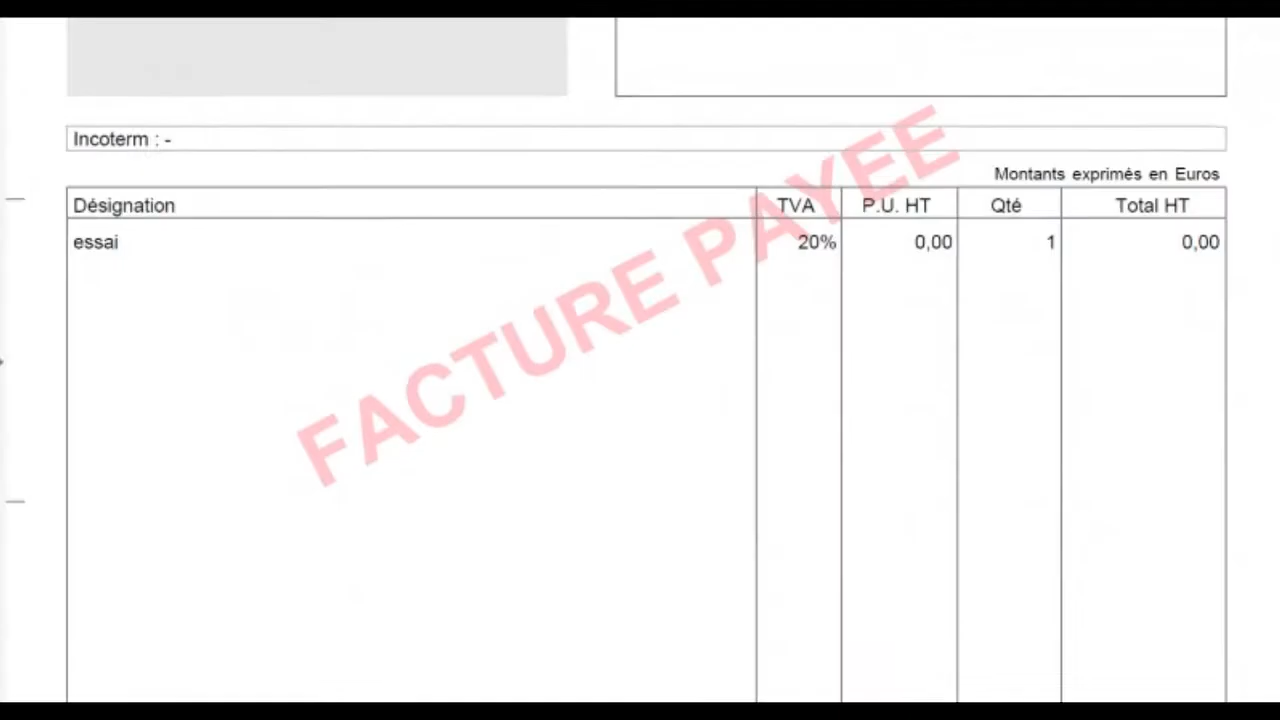 Incoterm : -
Montants exprimés en Euros
Désignation TVA P.U. HT Qté Total HT
essai 20% 0,00 1 0,00
FACTURE PAYEE